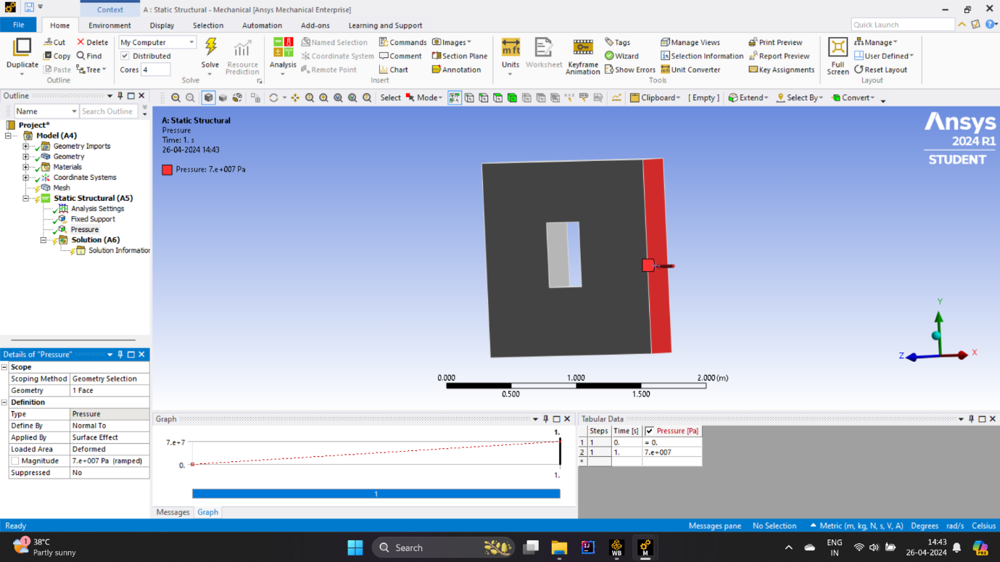 Context
A : Static Structural - Mechanical [Ansys Mechanical Enterprise]
File Home Environment Display Selection Automation Add-ons Learning and Support
Quick Launch
Duplicate
Cut
Copy
Paste
Delete
Find
Tree
Outline
My Computer
Distributed
Cores 4
Solve
Resource Prediction
Solve
Analysis
Named Selection
Coordinate System
Remote Point
Commands
Comment
Chart
Images
Section Plane
Annotation
Insert
Units
Worksheet
Keyframe Animation
Tags
Wizard
Show Errors
Manage Views
Selection Information
Unit Converter
Print Preview
Report Preview
Key Assignments
Tools
Full Screen
Manage
User Defined
Reset Layout
Layout
Outline
Name Search Outline
Select Mode Clipboard [ Empty ] Extend Select By Convert
Project*
Model (A4)
Geometry Imports
Geometry
Materials
Coordinate Systems
Mesh
Static Structural (A5)
Analysis Settings
Fixed Support
Pressure
Solution (A6)
Solution Information
A: Static Structural
Pressure
Time: 1. s
26-04-2024 14:43
Pressure: 7.e+007 Pa
Ansys
2024 R1
STUDENT
Y
Z
X
0.000 1.000 2.000 (m)
0.500 1.500
Details of "Pressure"
Scope
Scoping Method Geometry Selection
Geometry 1 Face
Definition
Type Pressure
Define By Normal To
Applied By Surface Effect
Loaded Area Deformed
Magnitude 7.e+007 Pa (ramped)
Suppressed No
Graph
1.
7.e+7
0.
1.
1
Messages Graph
Tabular Data
Steps Time [s] Pressure [Pa]
1 1 0. = 0.
2 1 1. 7.e+007
*
Ready Messages pane No Selection Metric (m, kg, N, s, V, A) Degrees rad/s Celsius
1
38°C
Partly sunny
Search
IJ
WB
M
ENG
IN
14:43
26-04-2024
PRE